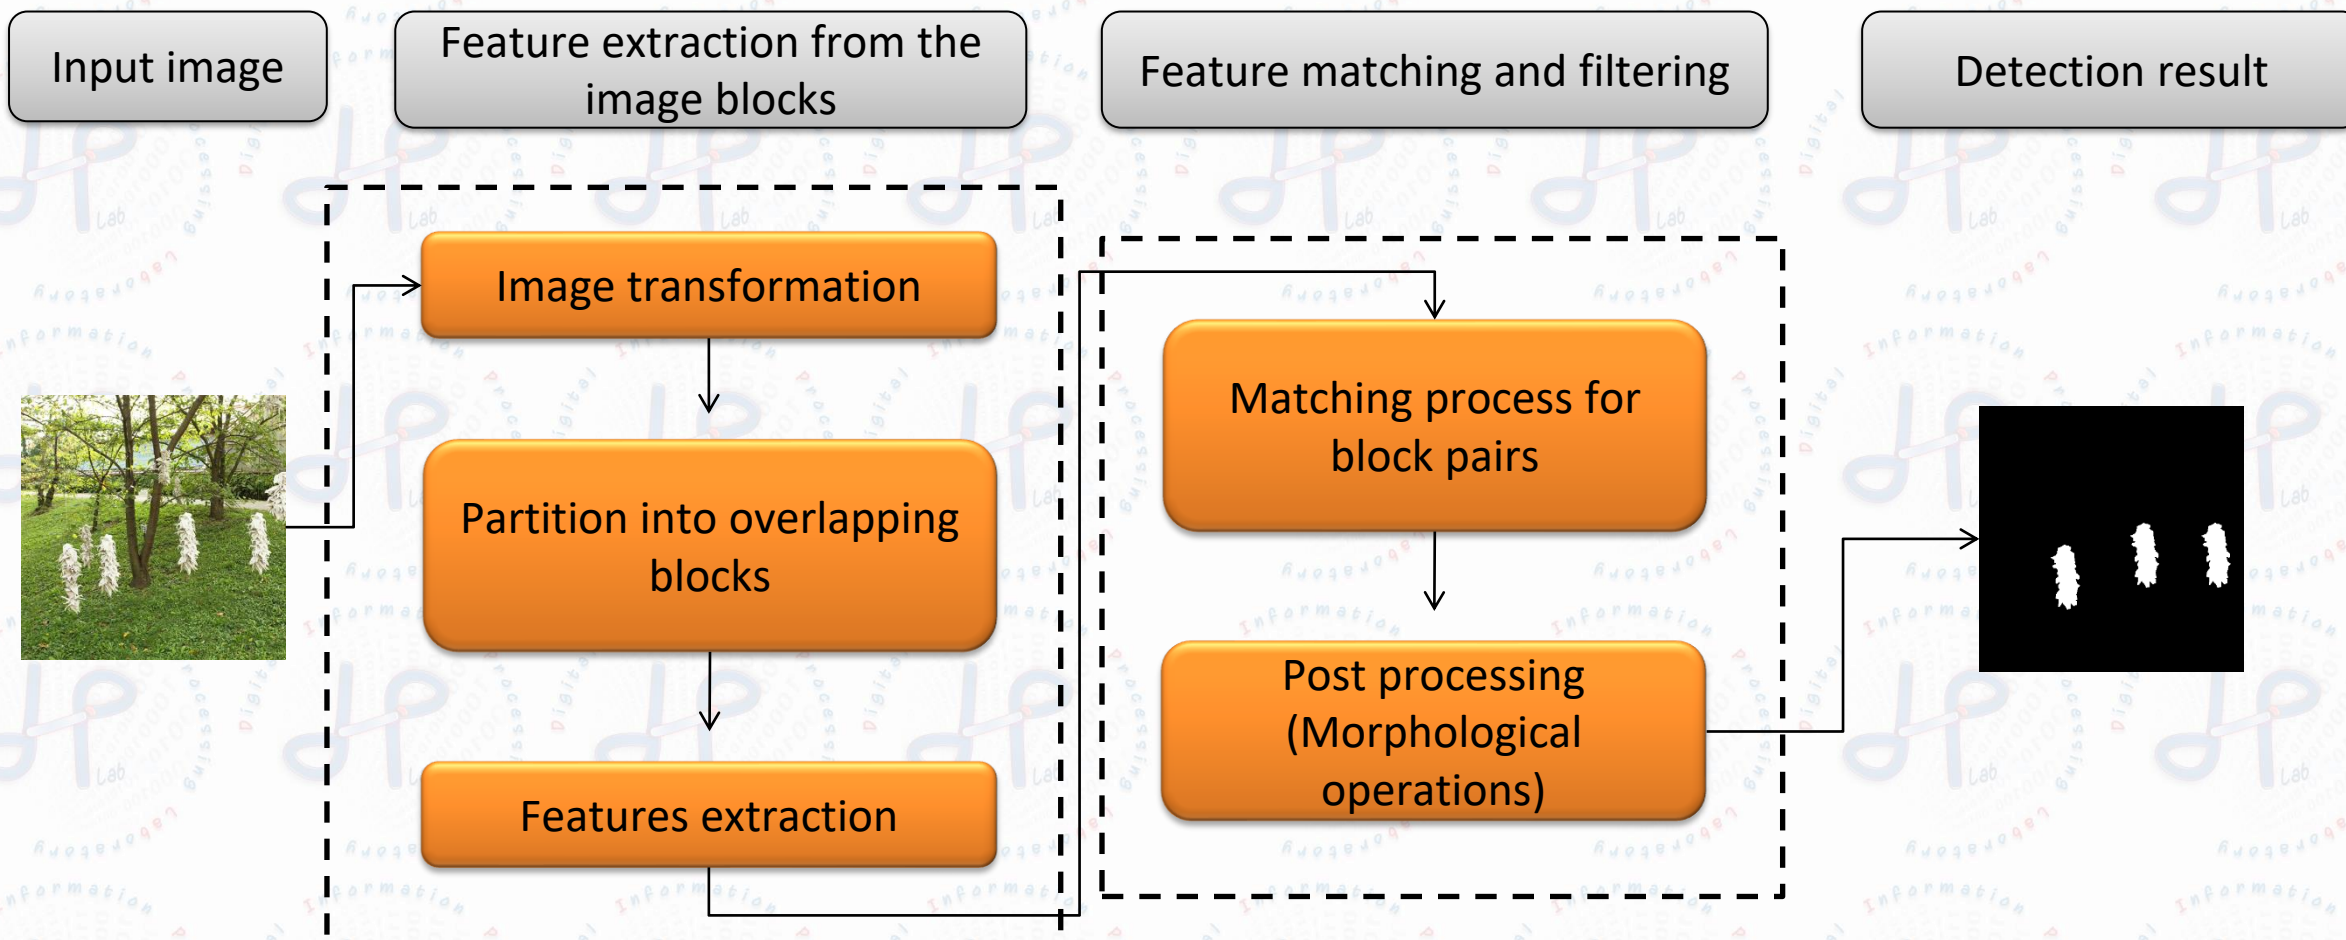 Input image
Feature extraction from the
image blocks
Feature matching and filtering
Detection result
Image transformation
Partition into overlapping
blocks
Features extraction
Matching process for
block pairs
Post processing
(Morphological
operations)